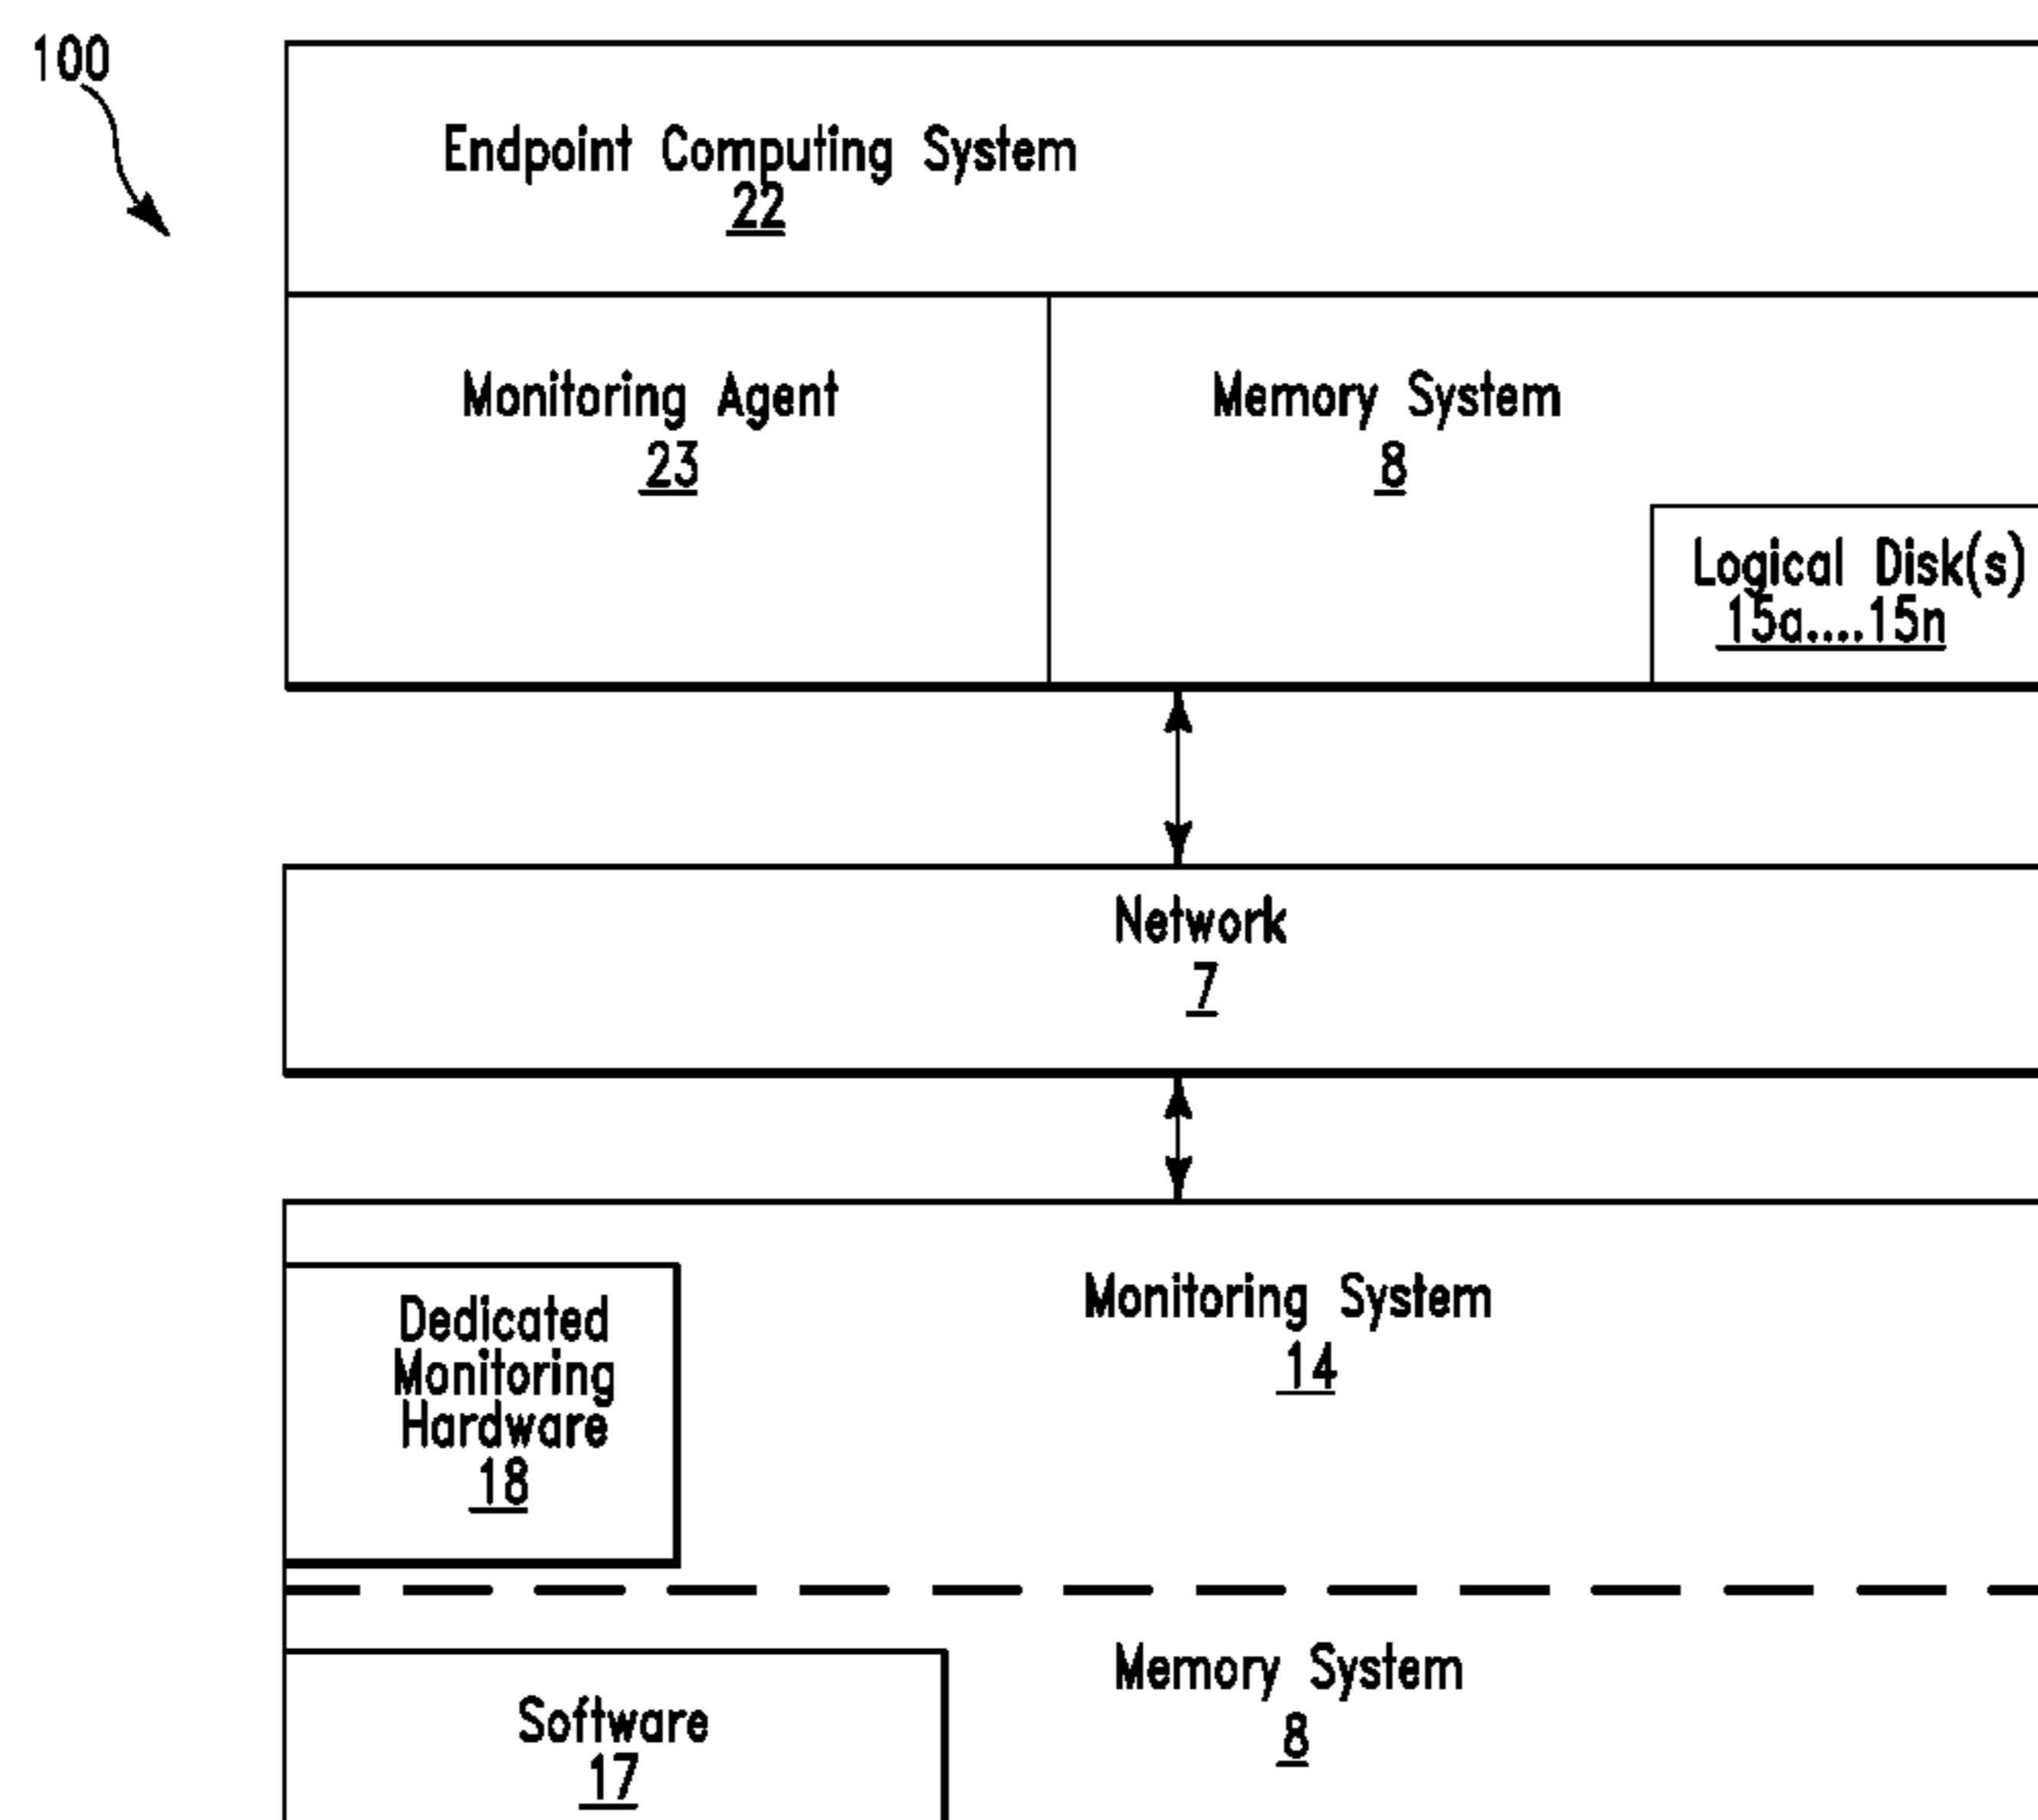 100
Endpoint Computing System
22
Monitoring Agent
23
Memory System
8
Logical Disk(s)
15a....15n
Network
7
Dedicated
Monitoring
Hardware
18
Monitoring System
14
Memory System
8
Software
17